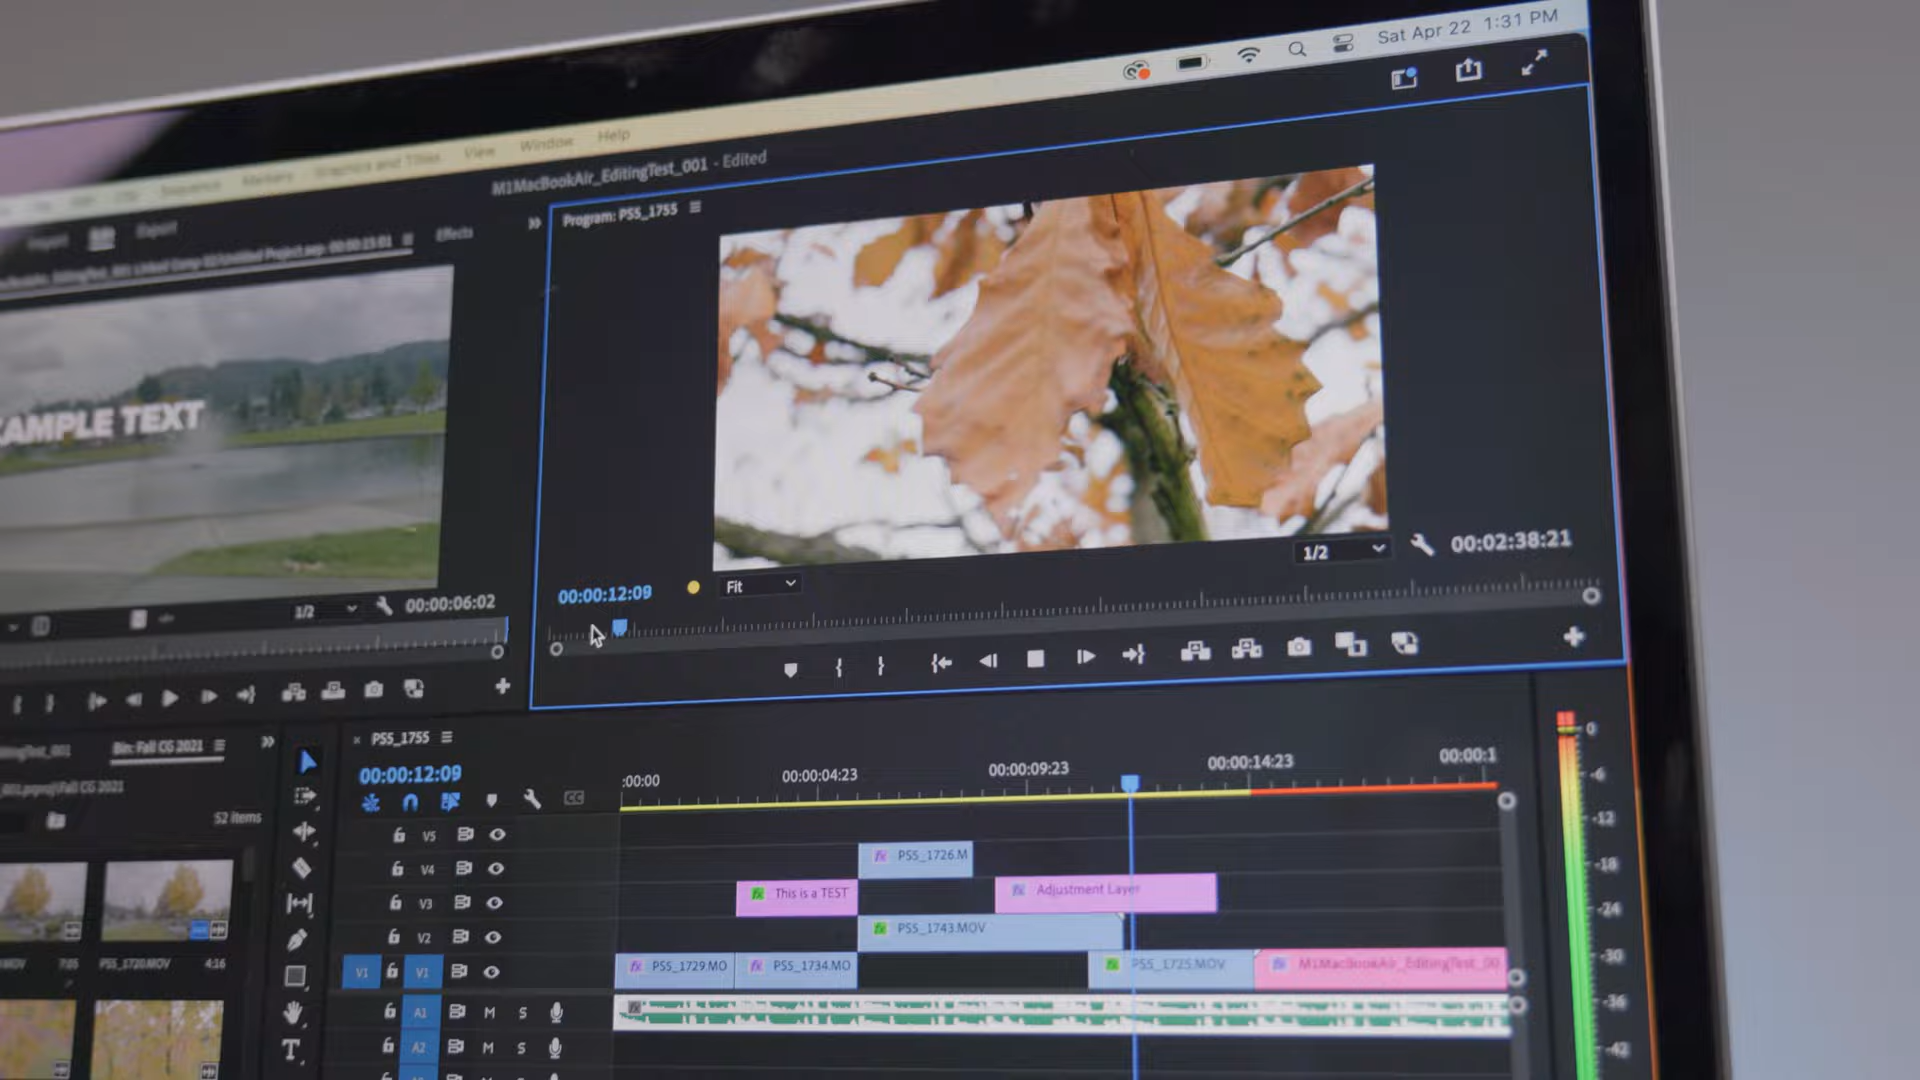 Sat Apr 22 1:31 PM
Graphics and Titles View Window Help
M1MacBookAir_EditingTest_001 - Edited
Import Edit Export
Effects
Program: PS5_1755
XAMPLE TEXT
1/2 00:00:06:02
00:00:12:09 Fit 1/2 00:02:38:21
Bin: Fall CG 2021
52 items
PS5_1720.MOV 4:16
7:05
PS5_1755
00:00:12:09
:00:00 00:00:04:23 00:00:09:23 00:00:14:23 00:00:1
V5
V4 PS5_1726.M
V3 This is a TEST Adjustment Layer
V2 PS5_1743.MOV
V1 V1 PS5_1729.MO PS5_1734.MO PS5_1725.MOV M1MacBookAir_EditingTest_00
A1 M S
A2 M S
0
-6
-12
-18
-24
-30
-36
-42